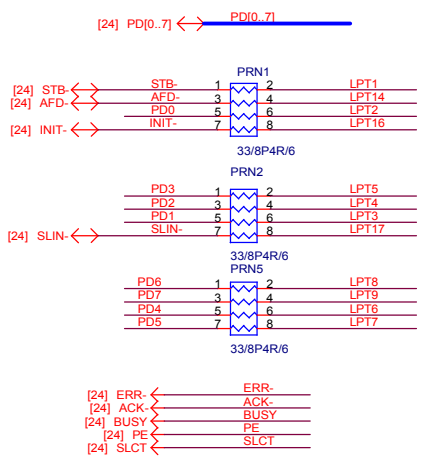 [24] PD[0..7] PD[0..7]
PRN1
[24] STB- STB- 1 2 LPT1
[24] AFD- AFD- 3 4 LPT14
PD0 5 6 LPT2
[24] INIT- INIT- 7 8 LPT16
33/8P4R/6
PRN2
PD3 1 2 LPT5
PD2 3 4 LPT4
PD1 5 6 LPT3
[24] SLIN- SLIN- 7 8 LPT17
33/8P4R/6
PRN5
PD6 1 2 LPT8
PD7 3 4 LPT9
PD4 5 6 LPT6
PD5 7 8 LPT7
33/8P4R/6
[24] ERR- ERR-
[24] ACK- ACK-
[24] BUSY BUSY
[24] PE PE
[24] SLCT SLCT